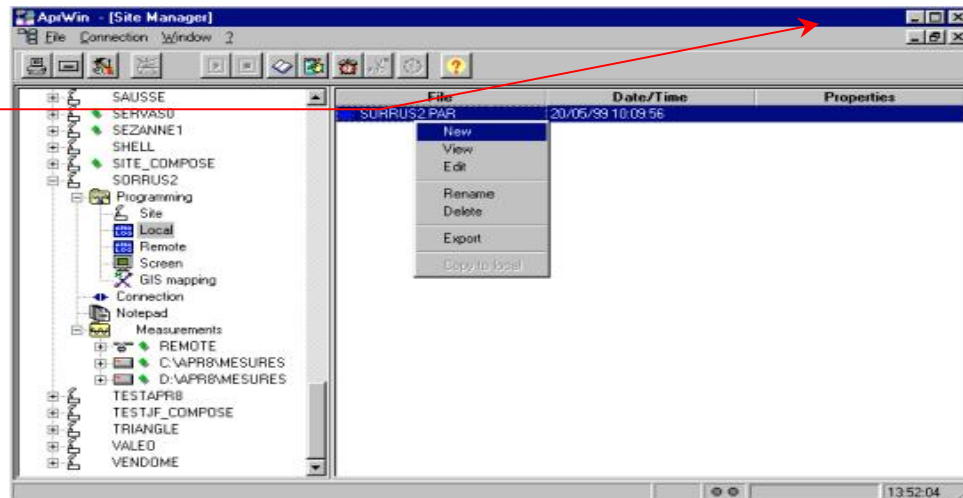 AprWin - [Site Manager]
File Connection Window ?
SAUSSE
SERVAS0
SEZANNE1
SHELL
SITE_COMPOSE
SORRUS2
Programming
Site
Local
Remote
Screen
GIS mapping
Connection
Notepad
Measurements
REMOTE
C:\APR8\MESURES
D:\APR8\MESURES
TESTAPR8
TESTJF_COMPOSE
TRIANGLE
VALEO
VENDOME
File Date/Time Properties
SORRUS2.PAR 20/05/99 10:09:56
New
View
Edit
Rename
Delete
Export
Copy to local
13:52:04